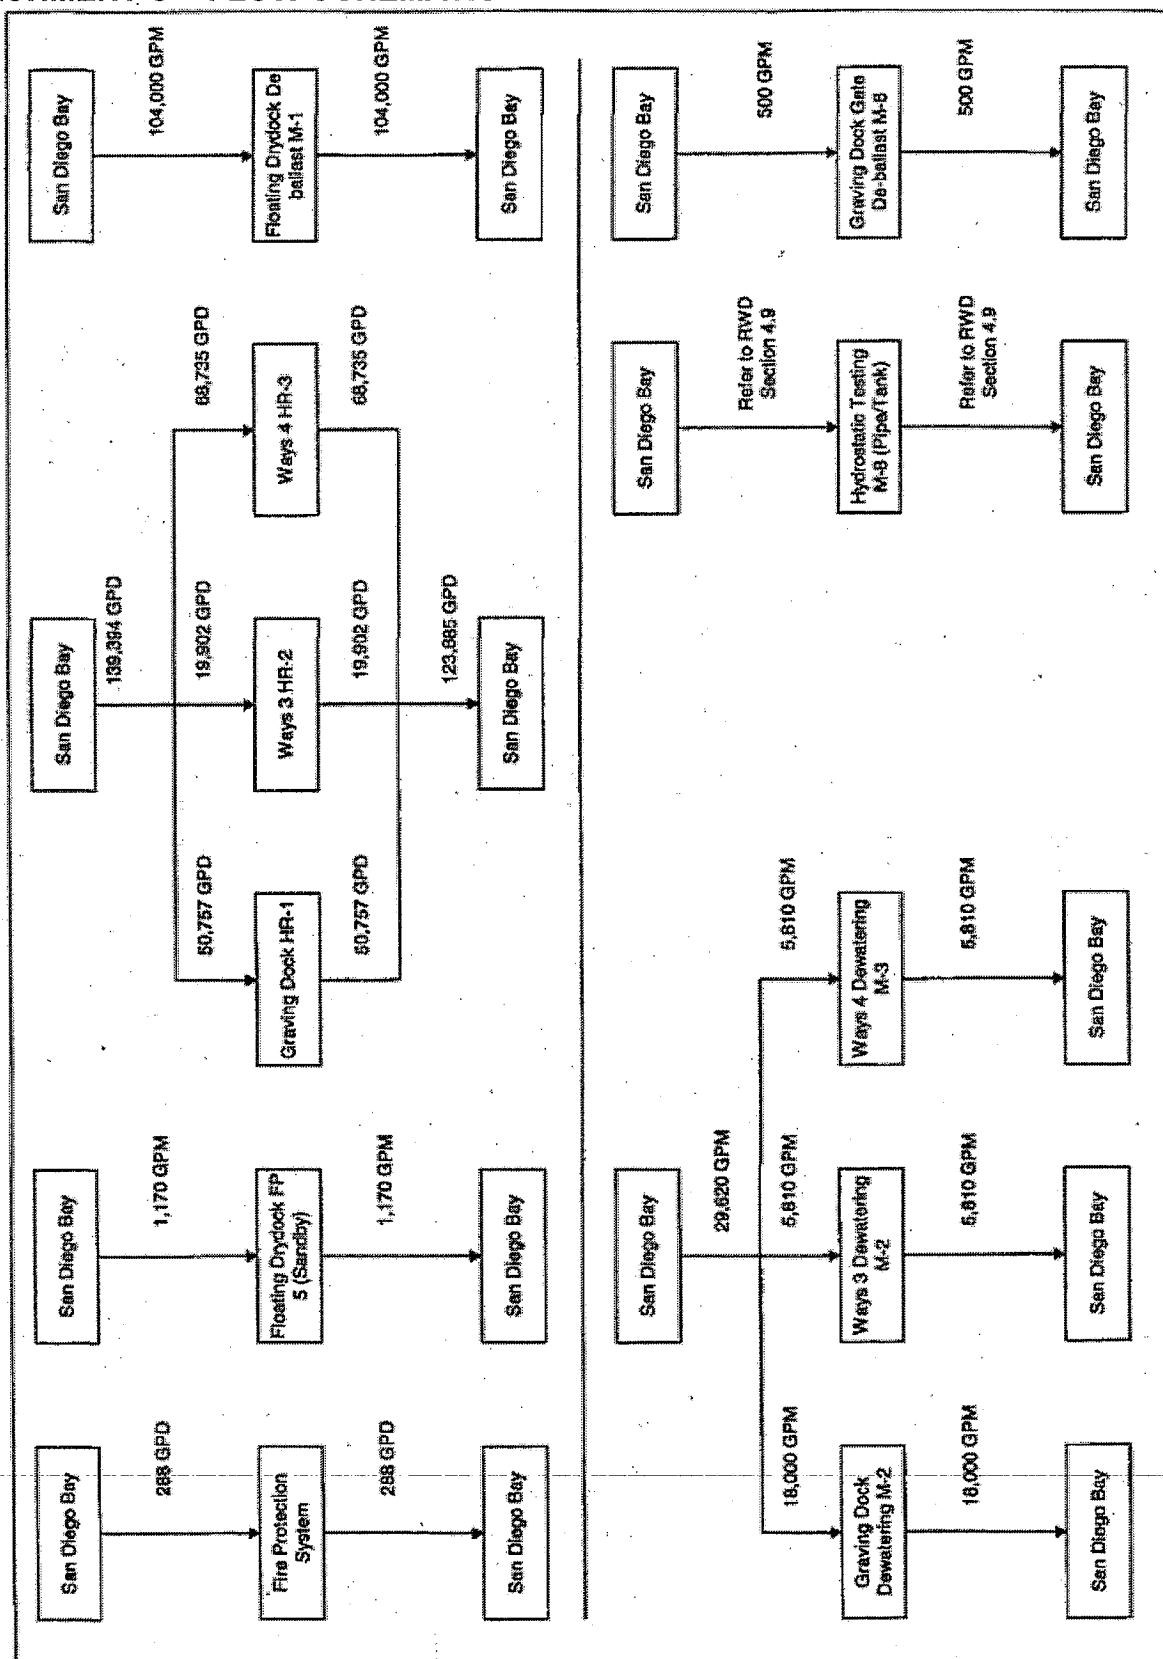 San Diego Bay
288 GPD
Fire Protection
System
288 GPD
San Diego Bay
San Diego Bay
1,170 GPM
Floating Drydock FP
5 (Sandby)
1,170 GPM
San Diego Bay
San Diego Bay
139,394 GPD
50,757 GPD
19,902 GPD
68,735 GPD
Graving Dock HR-1
Ways 3 HR-2
Ways 4 HR-3
50,757 GPD
19,902 GPD
68,735 GPD
123,885 GPD
San Diego Bay
San Diego Bay
104,000 GPM
Floating Drydock De
ballast M-1
104,000 GPM
San Diego Bay
San Diego Bay
29,620 GPM
18,000 GPM
5,810 GPM
5,810 GPM
Graving Dock
Dewatering M-2
Ways 3 Dewatering
M-2
Ways 4 Dewatering
M-3
18,000 GPM
5,810 GPM
5,810 GPM
San Diego Bay
San Diego Bay
San Diego Bay
San Diego Bay
Refer to RWD
Section 4.9
Hydrostatic Testing
M-8 (Pipe/Tank)
Refer to RWD
Section 4.9
San Diego Bay
San Diego Bay
500 GPM
Graving Dock Gate
De-ballast M-6
500 GPM
San Diego Bay